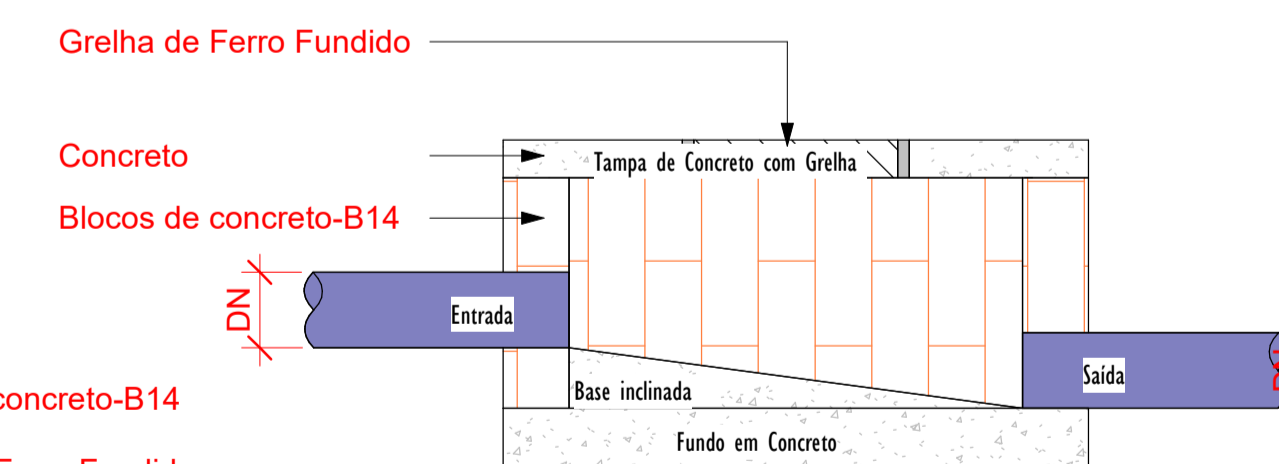 Grelha de Ferro Fundido
Concreto
Tampa de Concreto com Grelha
Blocos de concreto-B14
DN
Entrada
Saída
Base inclinada
concreto-B14
Fundo em Concreto